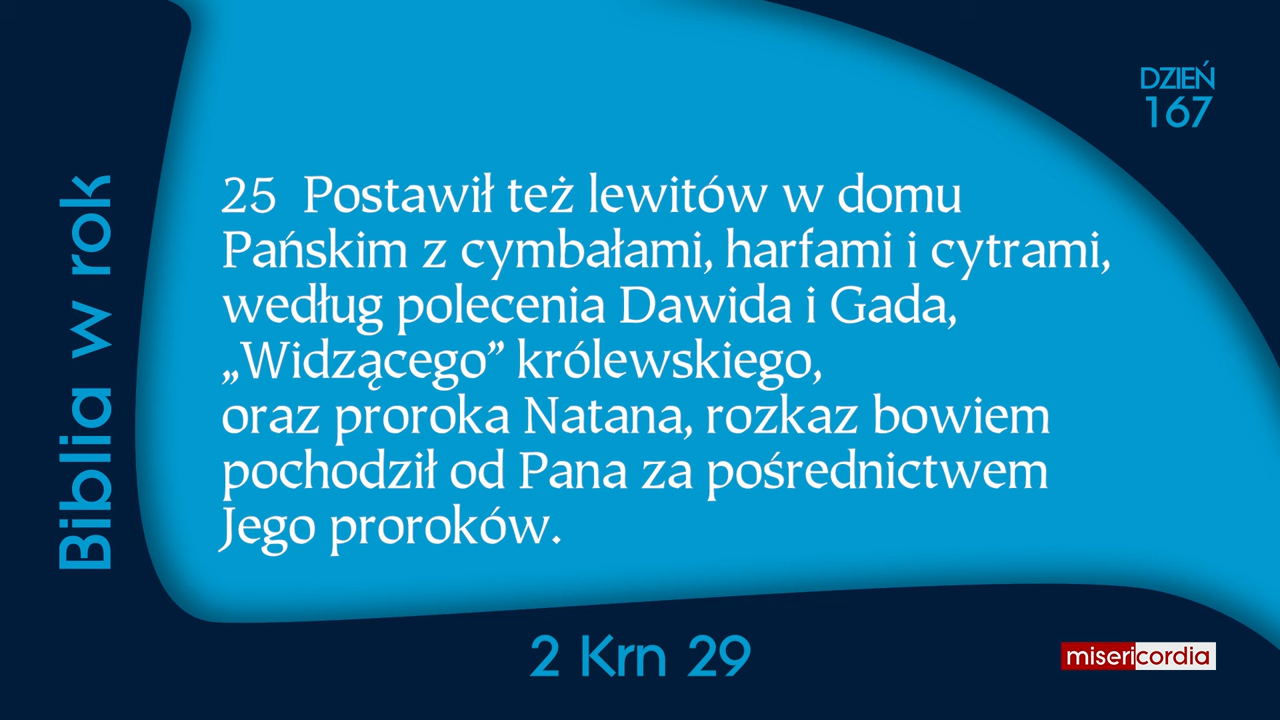 DZIEŃ
167
Biblia w rok
25 Postawił też lewitów w domu
Pańskim z cymbałami, harfami i cytrami,
według polecenia Dawida i Gada,
„Widzącego” królewskiego,
oraz proroka Natana, rozkaz bowiem
pochodził od Pana za pośrednictwem
Jego proroków.
2 Krn 29
misericordia